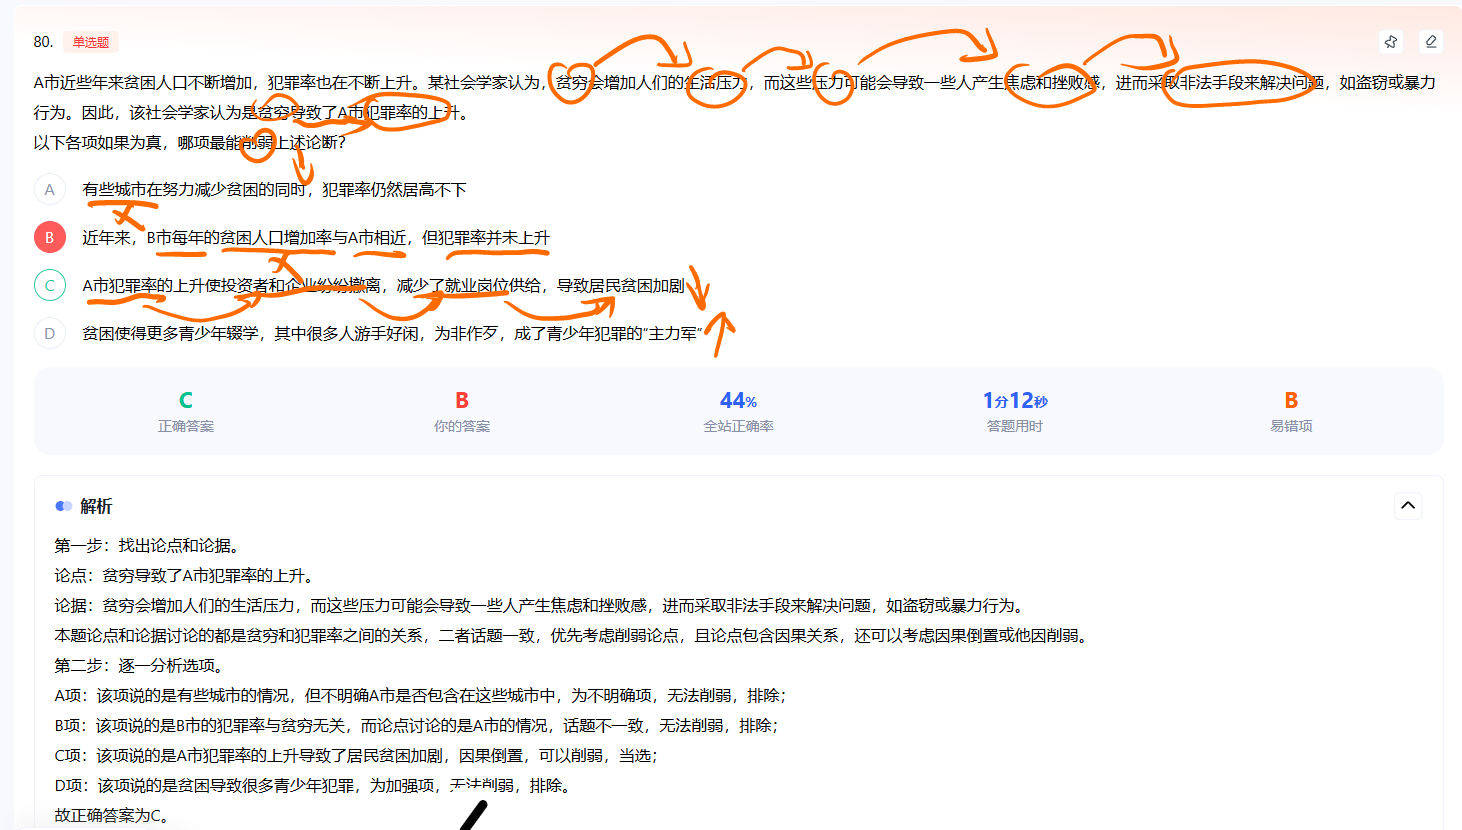 80. 单选题
A市近些年来贫困人口不断增加，犯罪率也在不断上升。某社会学家认为，贫穷会增加人们的生活压力，而这些压力可能会导致一些人产生焦虑和挫败感，进而采取非法手段来解决问题，如盗窃或暴力
行为。因此，该社会学家认为是贫穷导致了A市犯罪率的上升。
以下各项如果为真，哪项最能削弱上述论断？
A 有些城市在努力减少贫困的同时，犯罪率仍然居高不下
B 近年来，B市每年的贫困人口增加率与A市相近，但犯罪率并未上升
C A市犯罪率的上升使投资者和企业纷纷撤离，减少了就业岗位供给，导致居民贫困加剧
D 贫困使得更多青少年辍学，其中很多人游手好闲，为非作歹，成了青少年犯罪的“主力军”
C B 44% 1分12秒 B
正确答案 你的答案 全站正确率 答题用时 易错项
解析
第一步：找出论点和论据。
论点：贫穷导致了A市犯罪率的上升。
论据：贫穷会增加人们的生活压力，而这些压力可能会导致一些人产生焦虑和挫败感，进而采取非法手段来解决问题，如盗窃或暴力行为。
本题论点和论据讨论的都是贫穷和犯罪率之间的关系，二者话题一致，优先考虑削弱论点，且论点包含因果关系，还可以考虑因果倒置或他因削弱。
第二步：逐一分析选项。
A项：该项说的是有些城市的情况，但不明确A市是否包含在这些城市中，为不明确项，无法削弱，排除；
B项：该项说的是B市的犯罪率与贫穷无关，而论点讨论的是A市的情况，话题不一致，无法削弱，排除；
C项：该项说的是A市犯罪率的上升导致了居民贫困加剧，因果倒置，可以削弱，当选；
D项：该项说的是贫困导致很多青少年犯罪，为加强项，无法削弱，排除。
故正确答案为C。